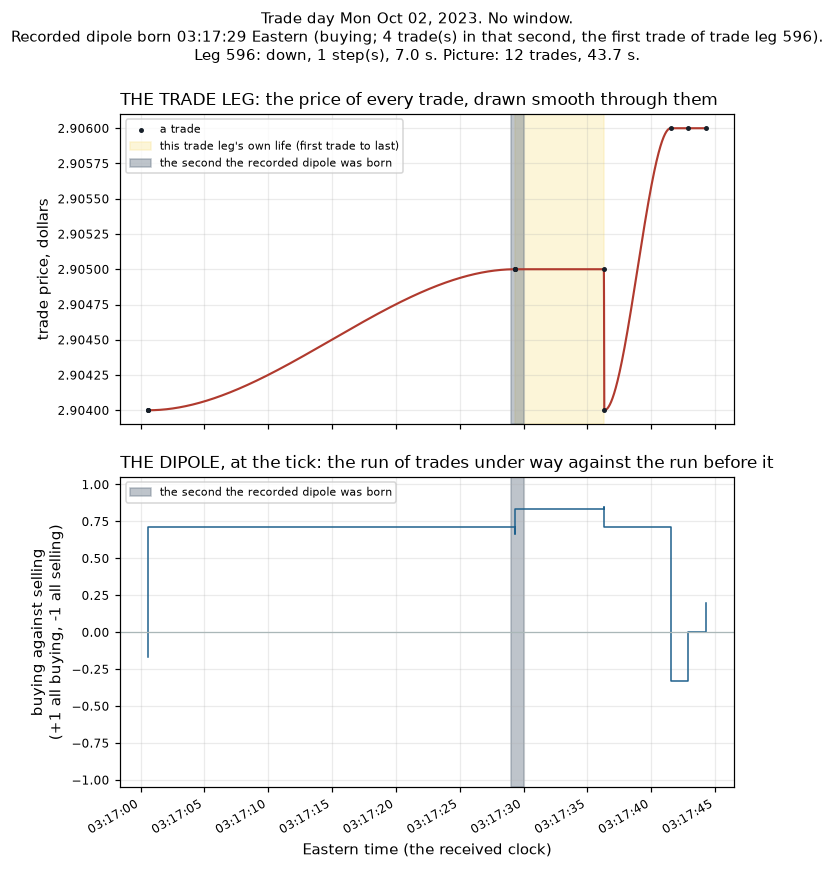 Trade day Mon Oct 02, 2023. No window.
Recorded dipole born 03:17:29 Eastern (buying; 4 trade(s) in that second, the first trade of trade leg 596).
Leg 596: down, 1 step(s), 7.0 s. Picture: 12 trades, 43.7 s.
THE TRADE LEG: the price of every trade, drawn smooth through them
a trade
this trade leg's own life (first trade to last)
the second the recorded dipole was born
trade price, dollars
2.90600
2.90575
2.90550
2.90525
2.90500
2.90475
2.90450
2.90425
2.90400
THE DIPOLE, at the tick: the run of trades under way against the run before it
the second the recorded dipole was born
buying against selling
(+1 all buying, -1 all selling)
1.00
0.75
0.50
0.25
0.00
−0.25
−0.50
−0.75
−1.00
03:17:00
03:17:05
03:17:10
03:17:15
03:17:20
03:17:25
03:17:30
03:17:35
03:17:40
03:17:45
Eastern time (the received clock)